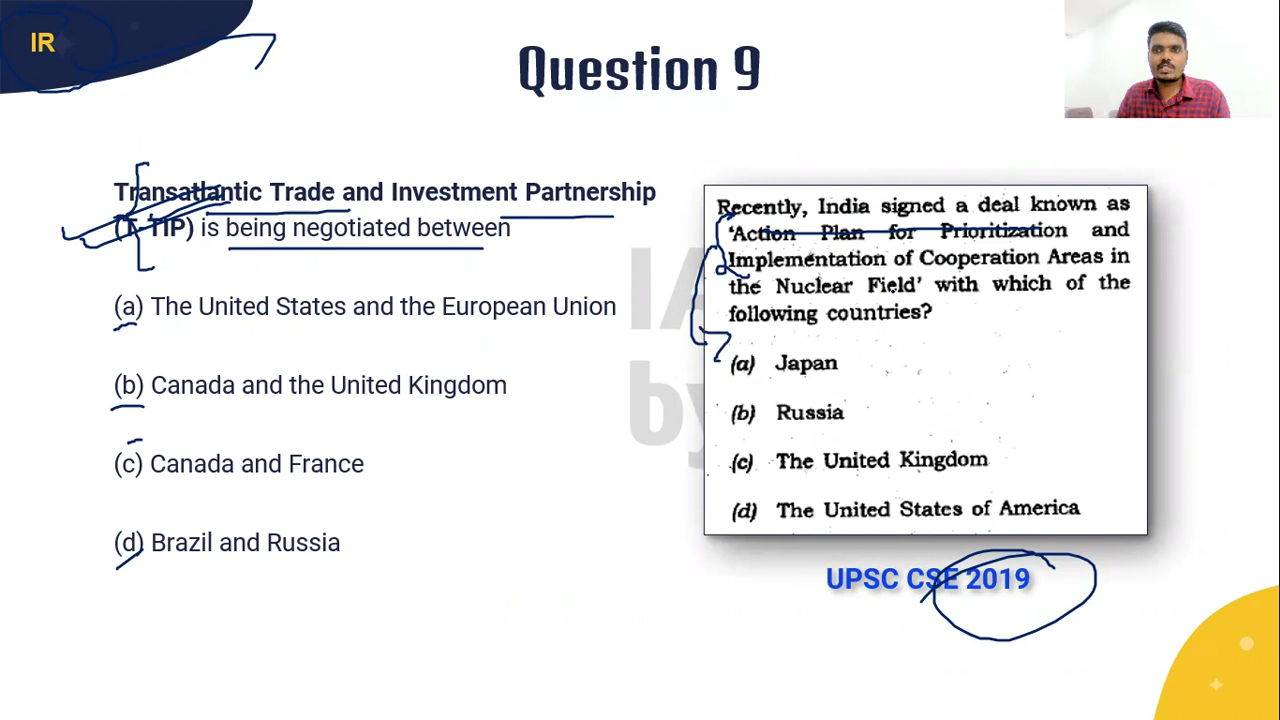 IR
Question 9
Transatlantic Trade and Investment Partnership
(T-TIP) is being negotiated between
(a) The United States and the European Union
(b) Canada and the United Kingdom
(c) Canada and France
(d) Brazil and Russia
Recently, India signed a deal known as
‘Action Plan for Prioritization and
Implementation of Cooperation Areas in
the Nuclear Field’ with which of the
following countries?
(a) Japan
(b) Russia
(c) The United Kingdom
(d) The United States of America
UPSC CSE 2019